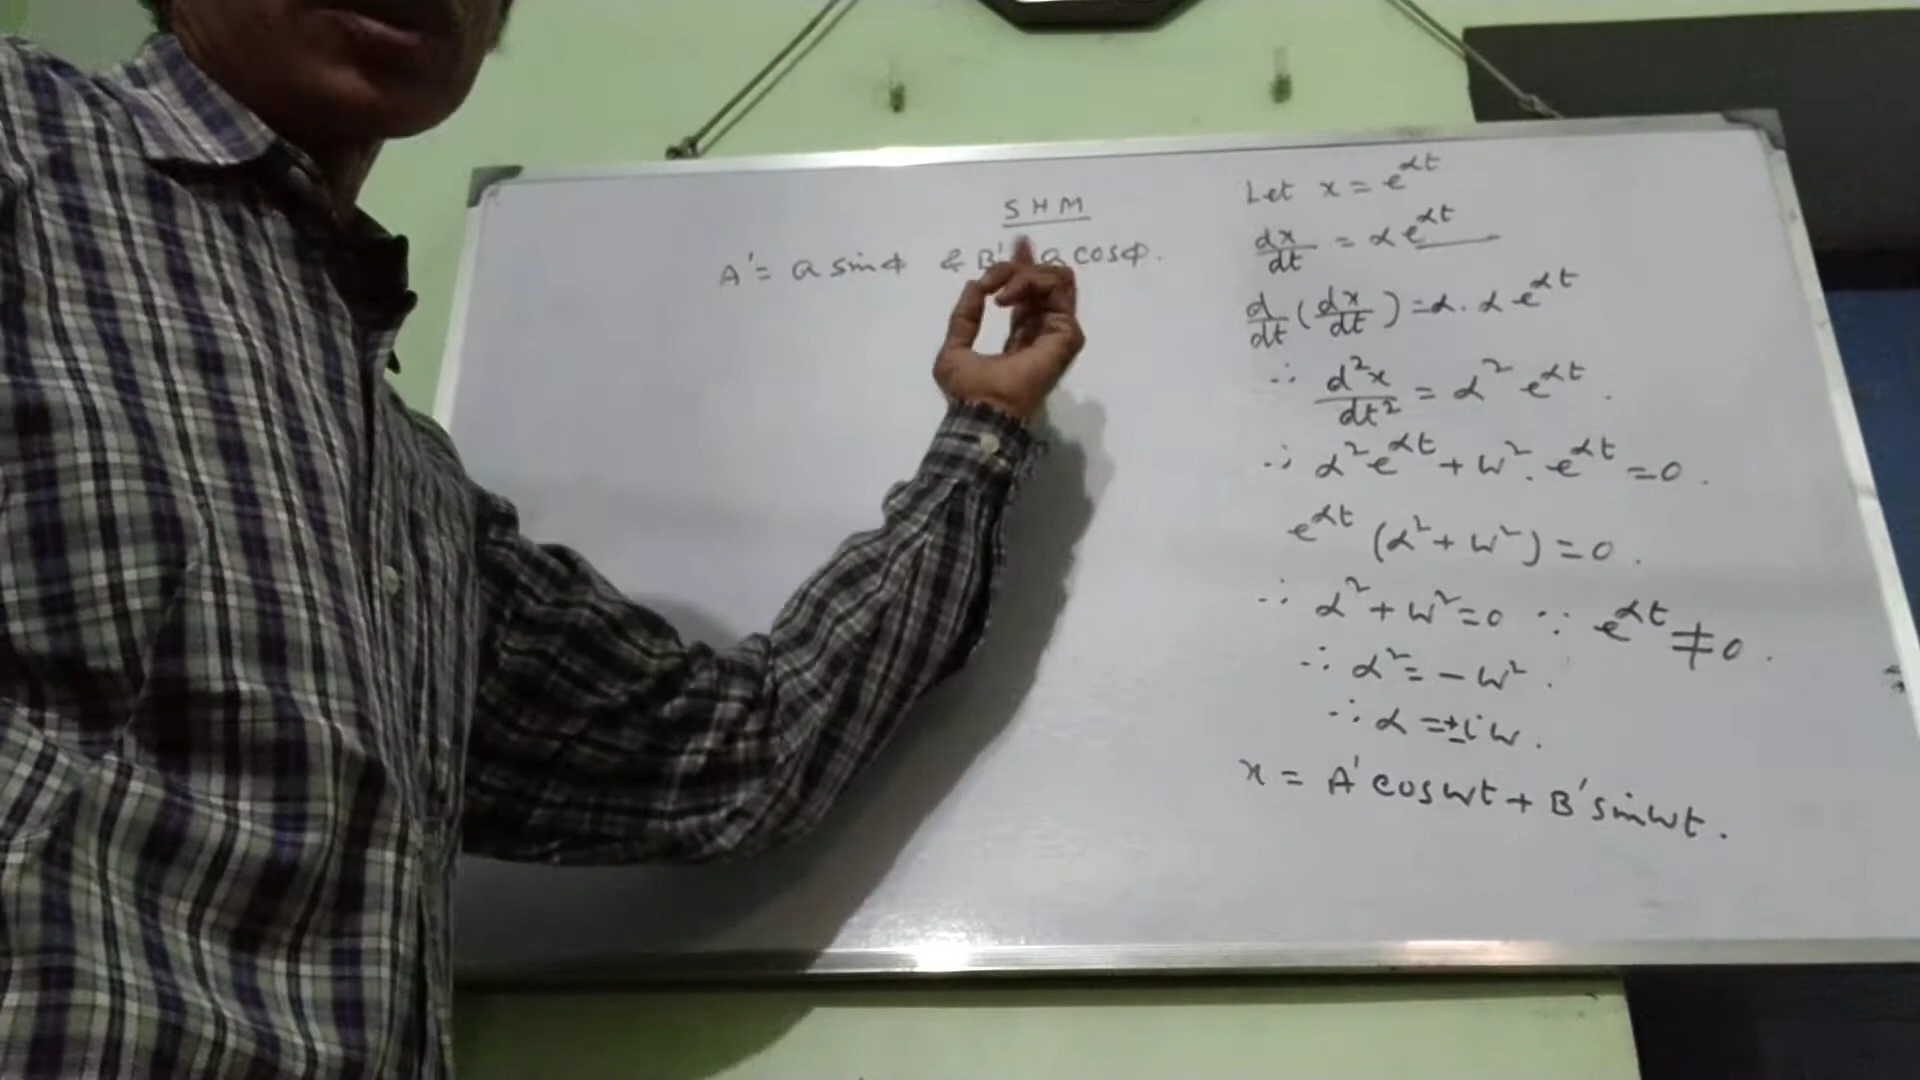 SHM
A' = a sinϕ & B' = a cosϕ.
Let x = e^αt
dx/dt = α e^αt
d/dt (dx/dt) = α. α e^αt
∴ d²x/dt² = α² e^αt.
∴ α² e^αt + w². e^αt = 0.
e^αt (α² + w²) = 0.
∴ α² + w² = 0 ∵ e^αt ≠ 0.
∴ α² = - w².
∴ α = ± i w.
x = A' cos wt + B' sin wt.